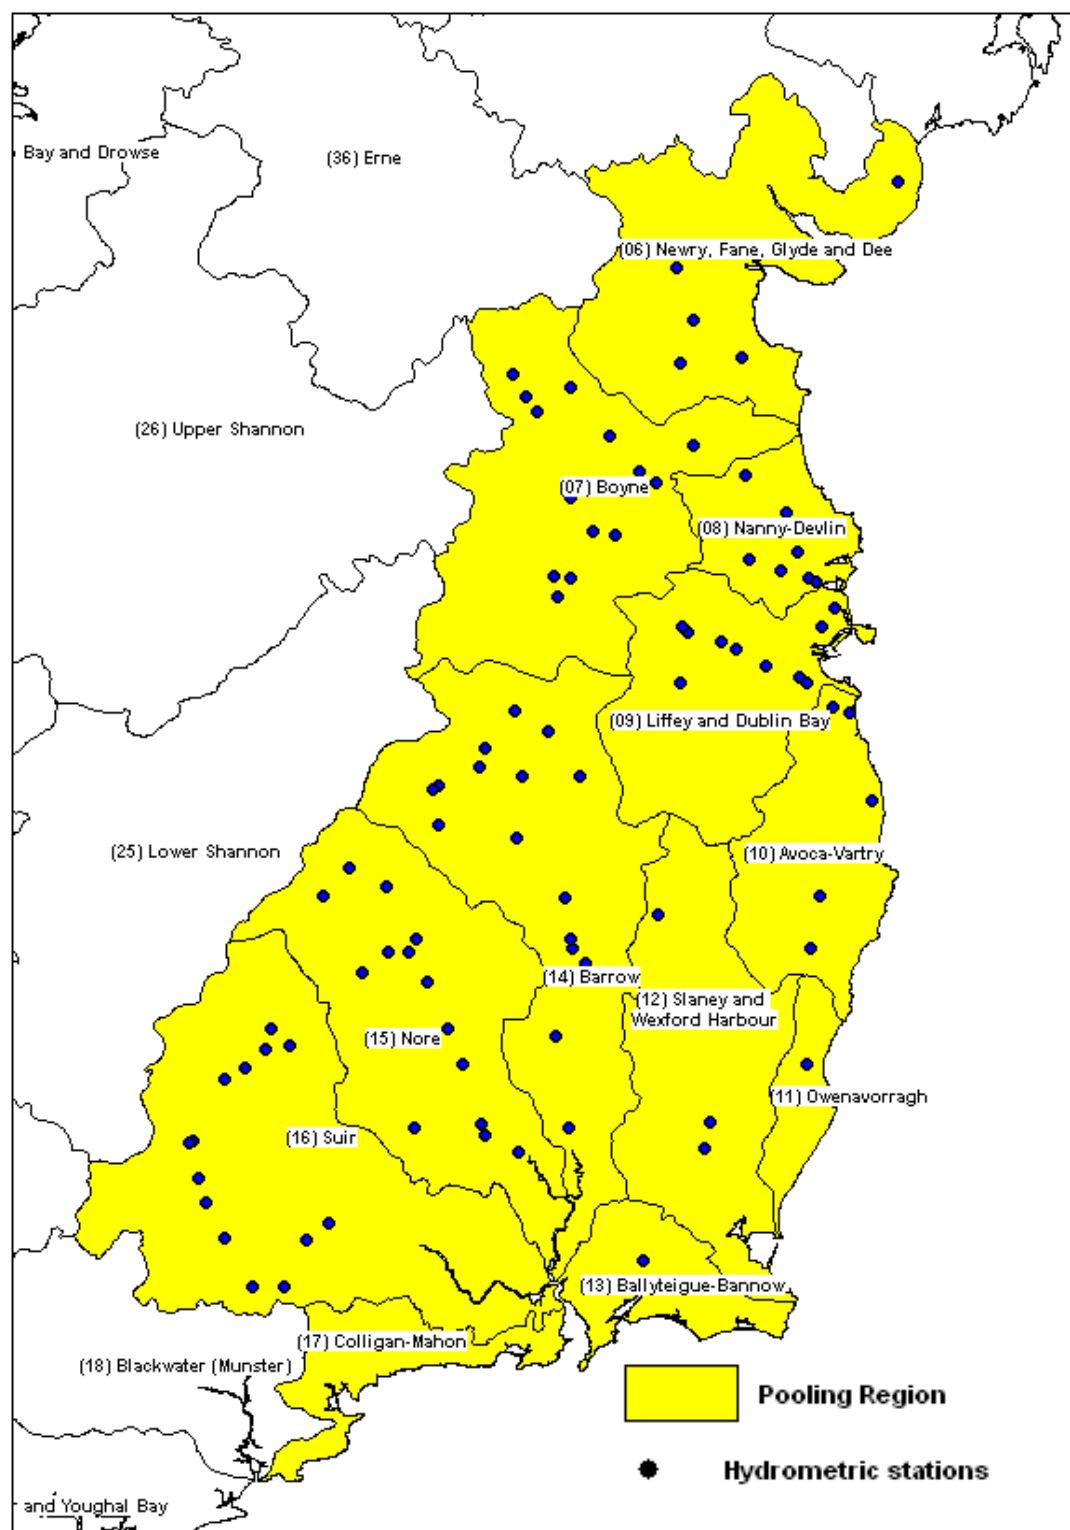 Bay and Drowse
(36) Erne
(06) Newry, Fane, Glyde and Dee
(26) Upper Shannon
(07) Boyne
(08) Nanny-Devlin
(09) Liffey and Dublin Bay
(25) Lower Shannon
(10) Avoca-Vartry
(14) Barrow
(12) Slaney and
Wexford Harbour
(15) Nore
(11) Owenavorragh
(16) Suir
(13) Ballyteigue-Bannow
(17) Colligan-Mahon
(18) Blackwater (Munster)
Pooling Region
Hydrometric stations
and Youghal Bay